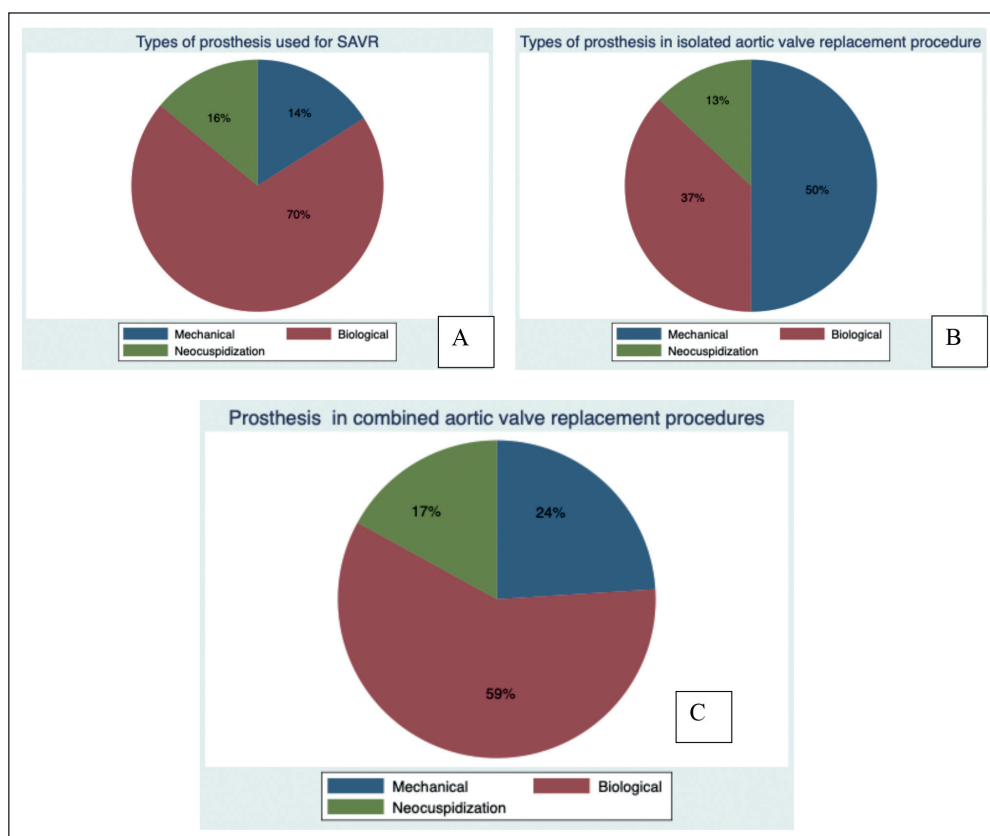 Types of prosthesis used for SAVR
16%
14%
70%
Mechanical
Biological
Neocuspidization
A
Types of prosthesis in isolated aortic valve replacement procedure
13%
37%
50%
Mechanical
Biological
Neocuspidization
B
Prosthesis in combined aortic valve replacement procedures
17%
24%
59%
C
Mechanical
Biological
Neocuspidization